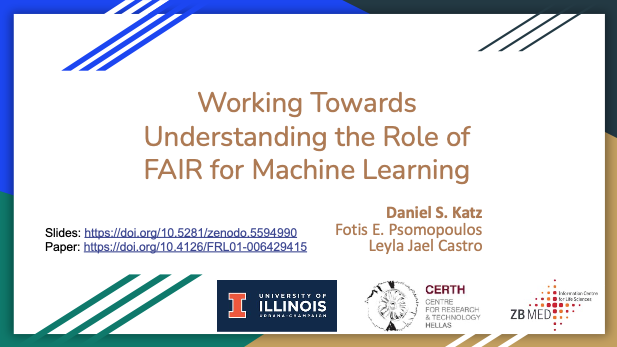 Working Towards
Understanding the Role of
FAIR for Machine Learning
Daniel S. Katz
Fotis E. Psomopoulos
Leyla Jael Castro
Slides: https://doi.org/10.5281/zenodo.5594990
Paper: https://doi.org/10.4126/FRL01-006429415
I
UNIVERSITY OF
ILLINOIS
URBANA-CHAMPAIGN
CERTH
CENTRE
FOR RESEARCH
& TECHNOLOGY
HELLAS
Information Centre
for Life Sciences
ZB MED